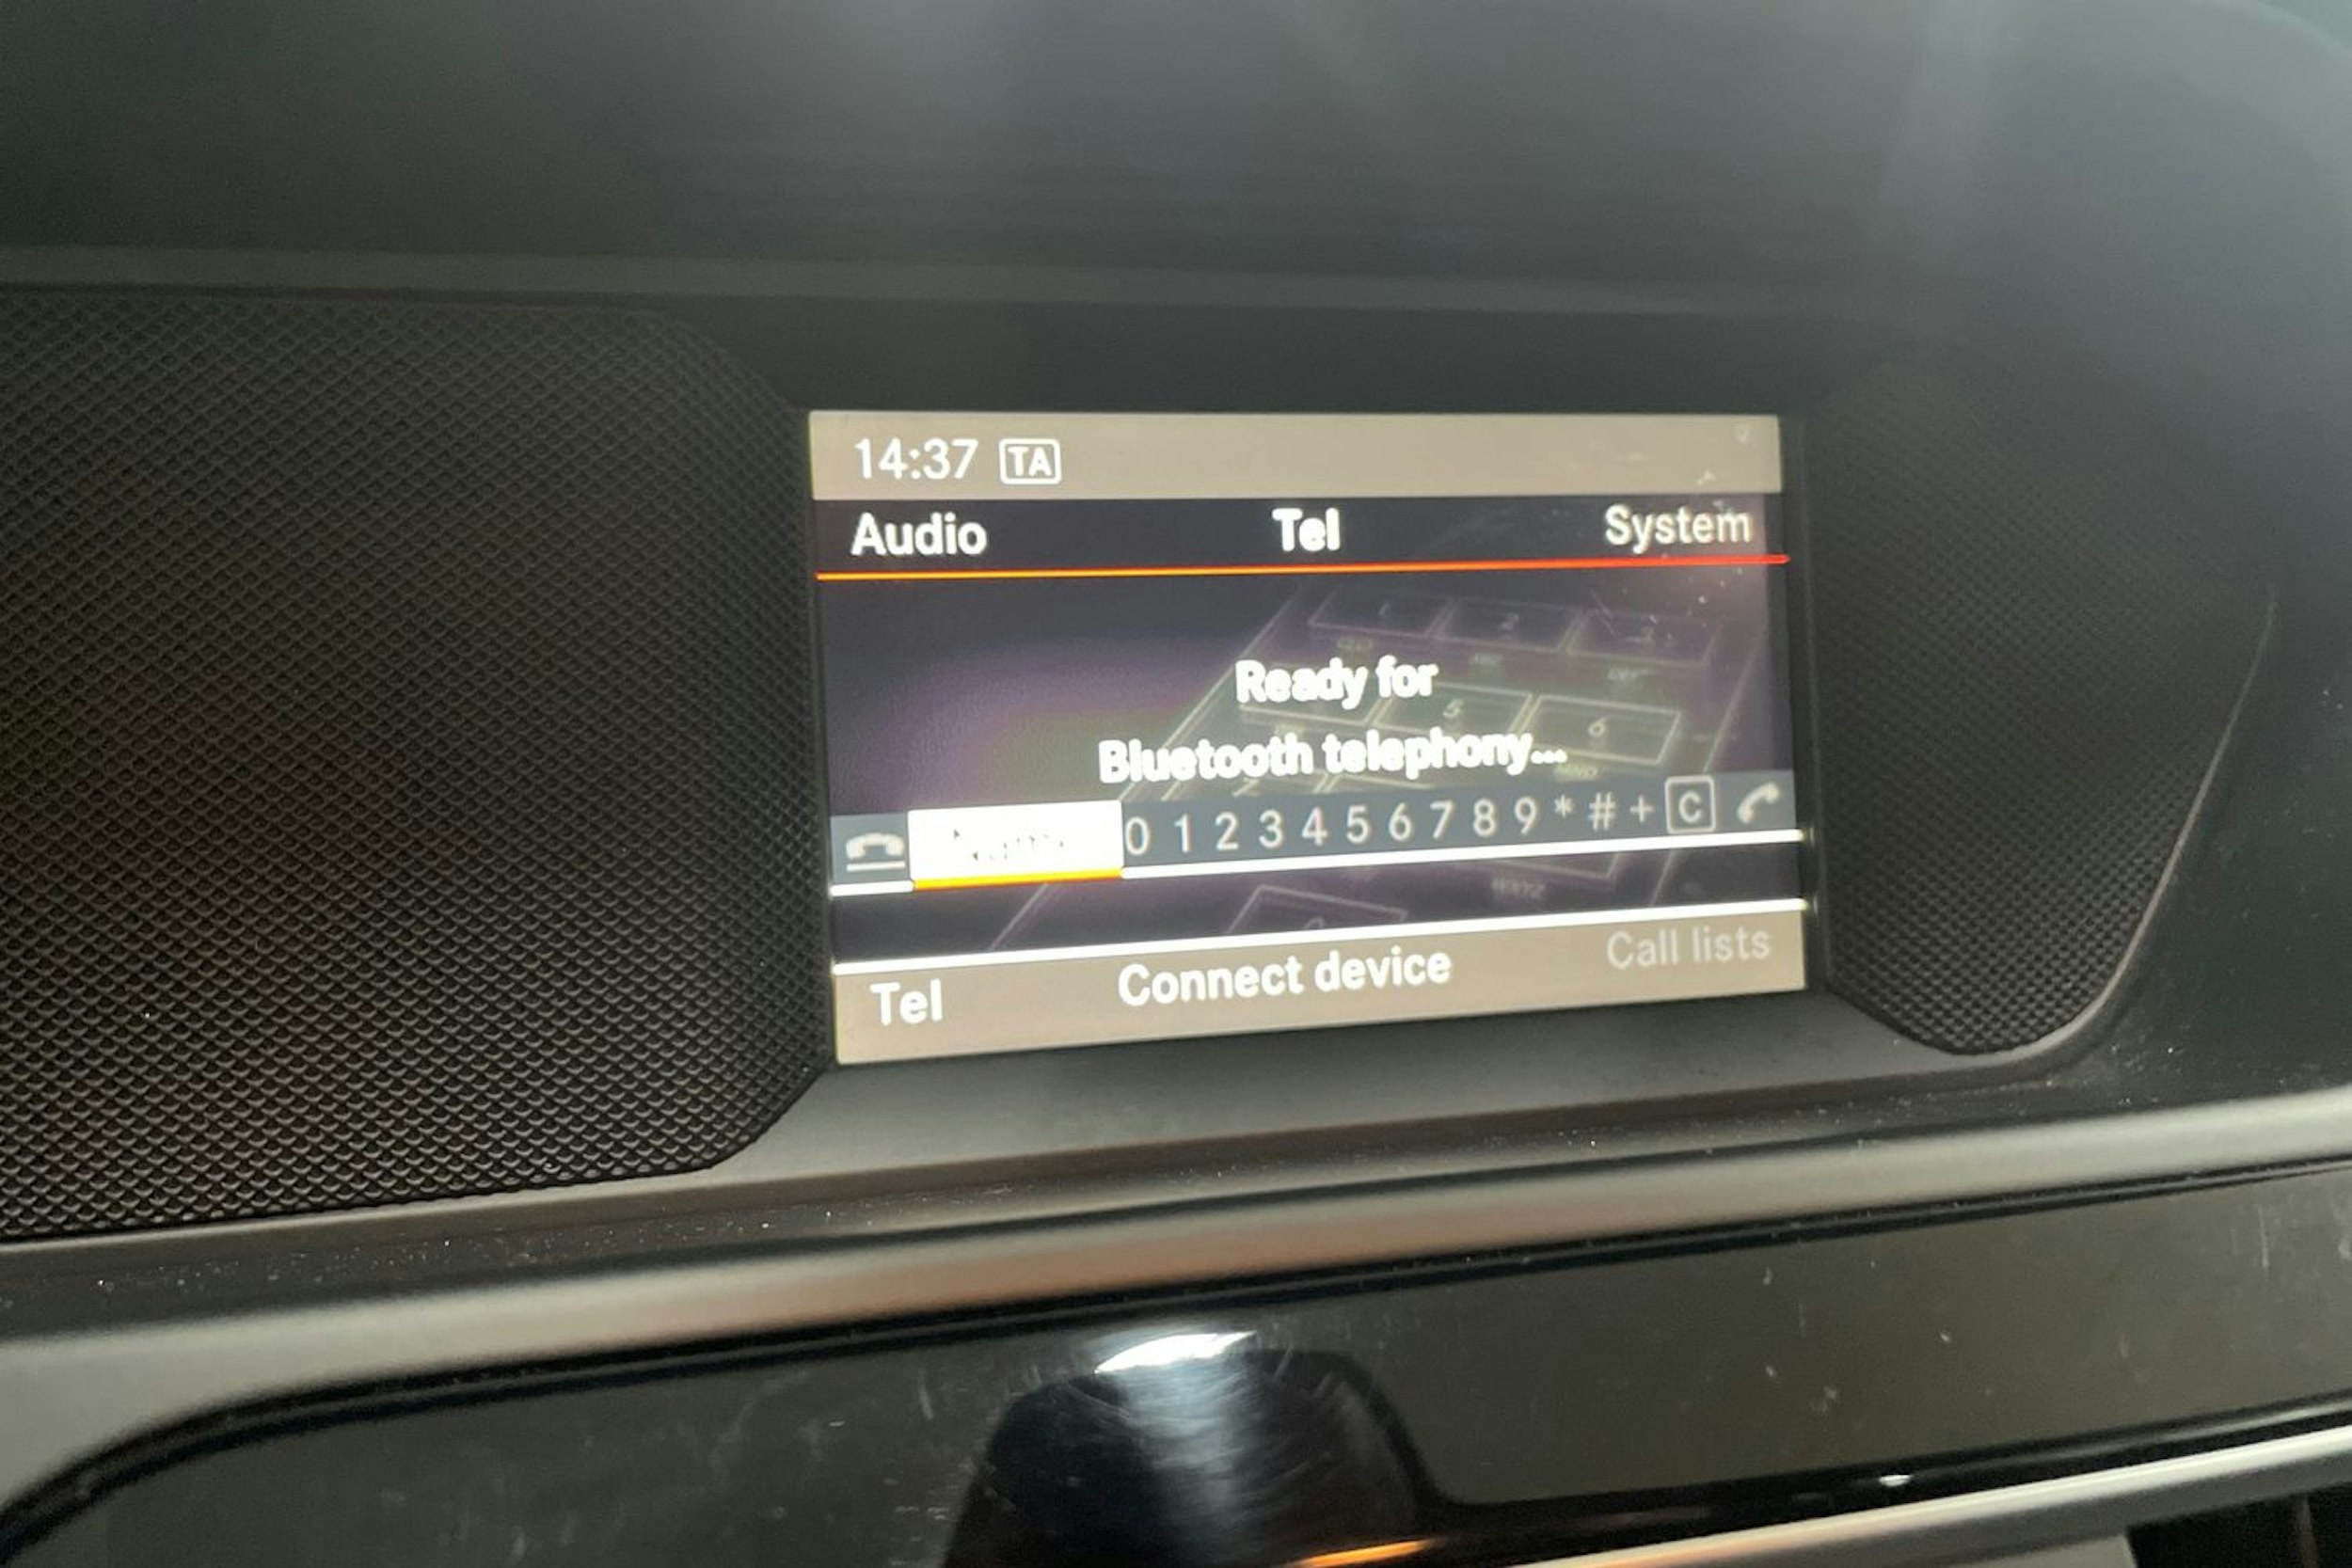 14:37 TA
Audio Tel System
Ready for
Bluetooth telephony...
0 1 2 3 4 5 6 7 8 9 * # + C
Tel Connect device Call lists